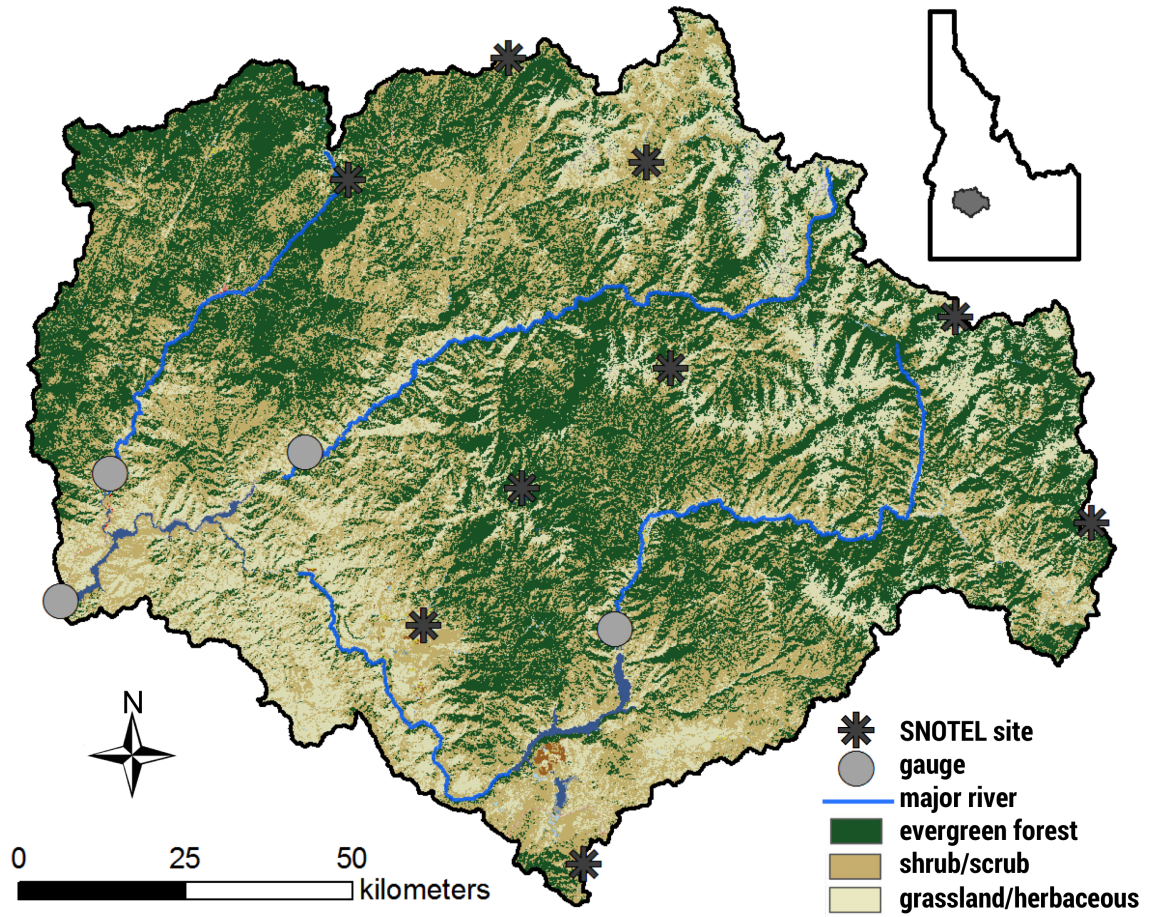 N
0 25 50
kilometers
SNOTEL site
gauge
major river
evergreen forest
shrub/scrub
grassland/herbaceous